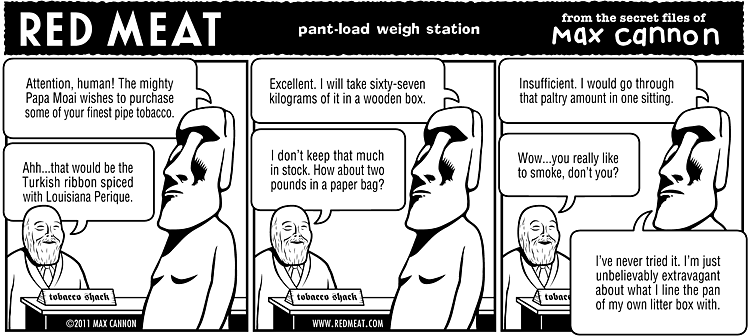 RED MEAT
pant-load weigh station
from the secret files of
Max Cannon
Attention, human! The mighty
Papa Moai wishes to purchase
some of your finest pipe tobacco.
Ahh...that would be the
Turkish ribbon spiced
with Louisiana Perique.
tobacco shack
©2011 MAX CANNON
Excellent. I will take sixty-seven
kilograms of it in a wooden box.
I don't keep that much
in stock. How about two
pounds in a paper bag?
tobacco shack
WWW.REDMEAT.COM
Insufficient. I would go through
that paltry amount in one sitting.
Wow...you really like
to smoke, don't you?
I've never tried it. I'm just
unbelievably extravagant
about what I line the pan
of my own litter box with.
tobac